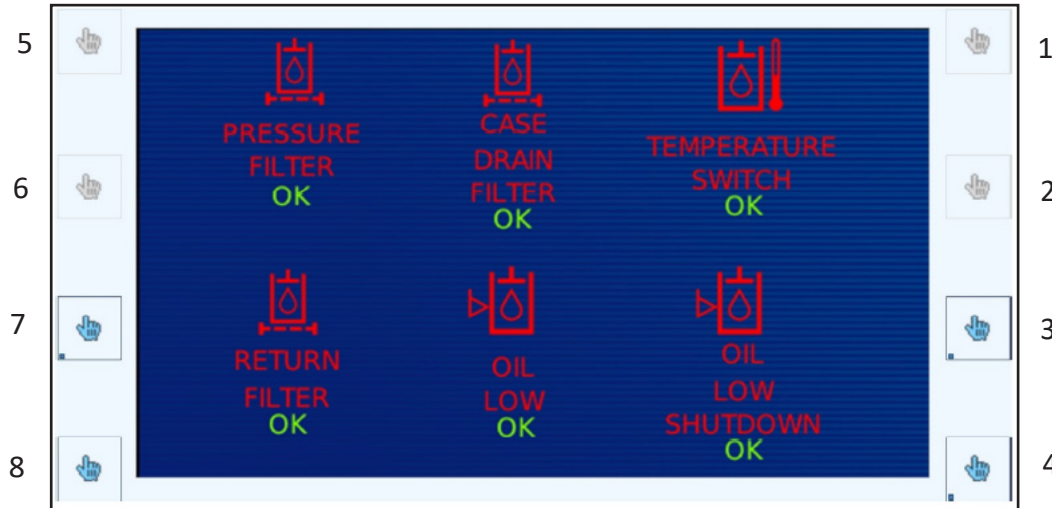 5
1
PRESSURE
FILTER
OK
CASE
DRAIN
FILTER
OK
TEMPERATURE
SWITCH
OK
6
2
7
3
RETURN
FILTER
OK
OIL
LOW
OK
OIL
LOW
SHUTDOWN
OK
8
4